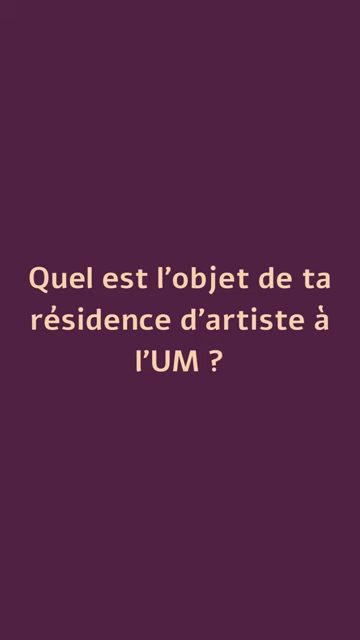 Quel est l’objet de ta
résidence d’artiste à
l’UM ?